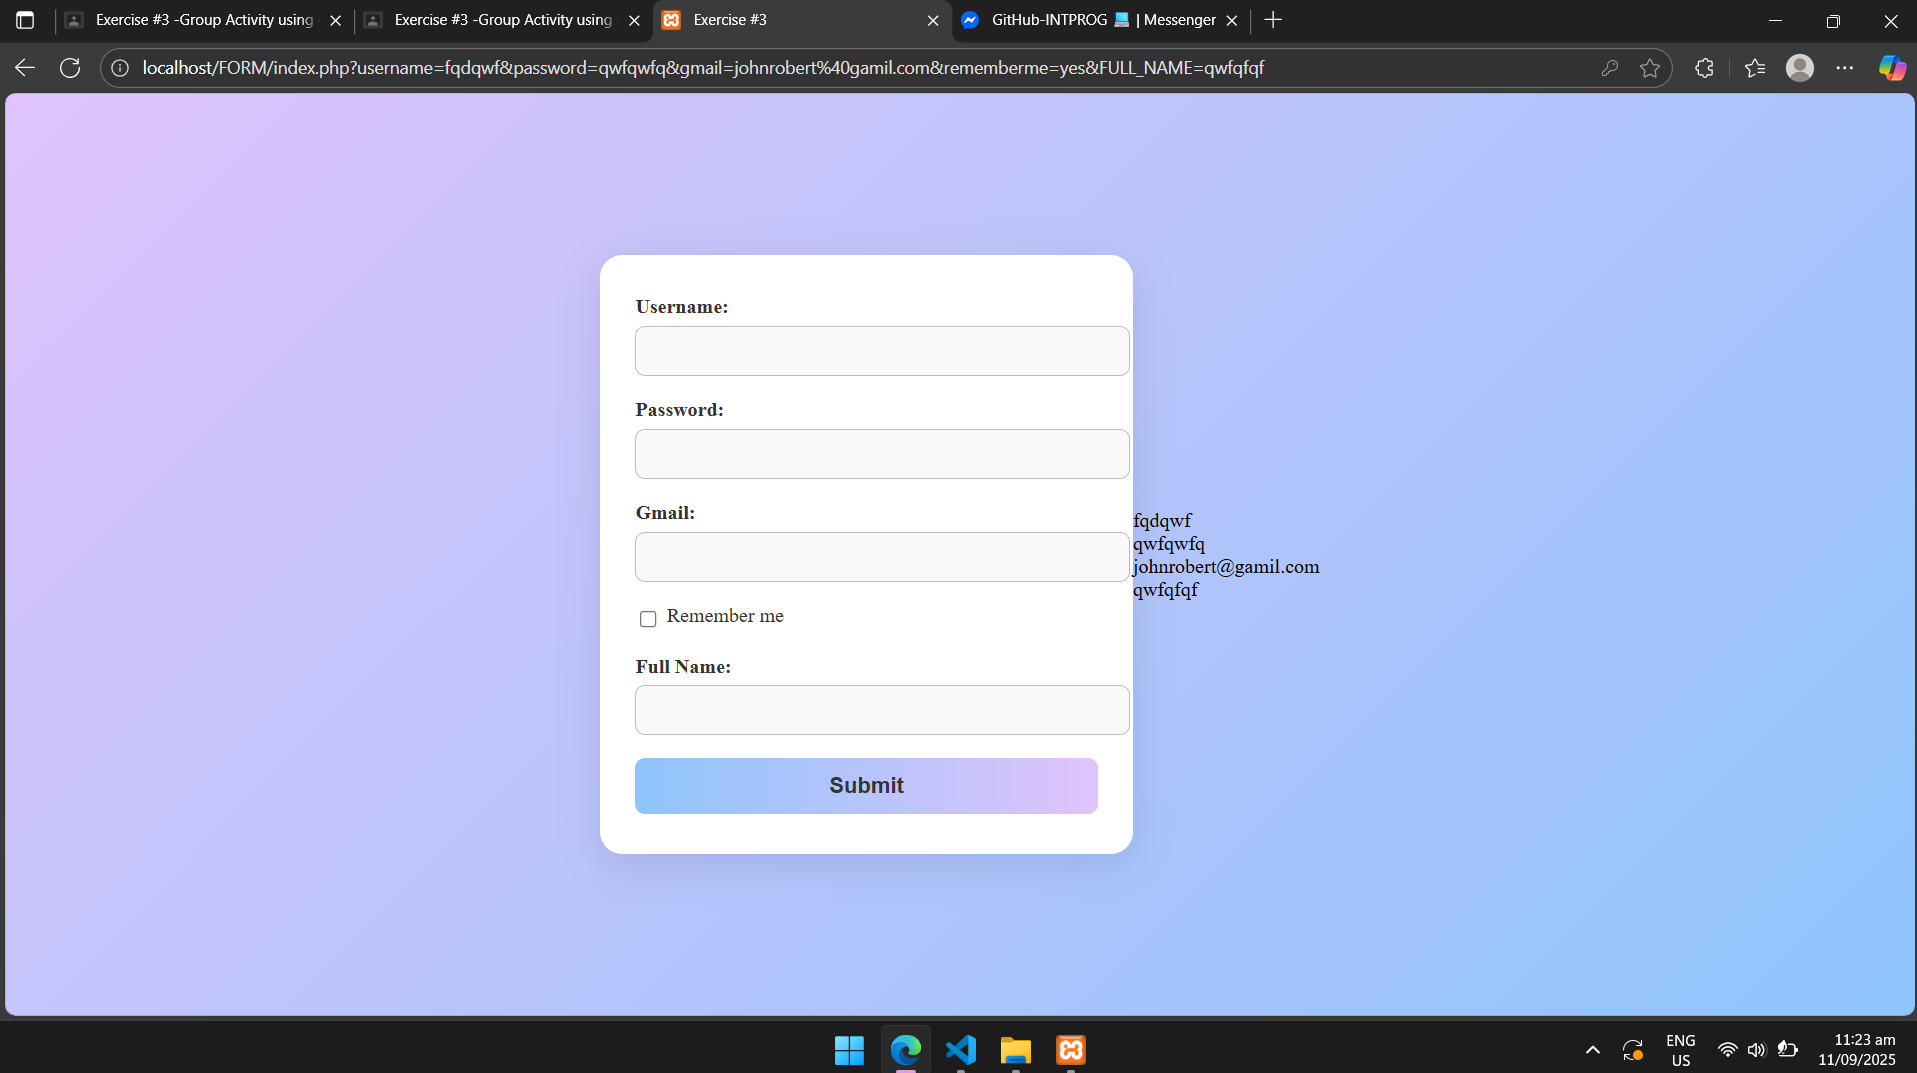 Exercise #3 -Group Activity using
Exercise #3 -Group Activity using
Exercise #3
GitHub-INTPROG 💻 | Messenger
localhost/FORM/index.php?username=fqdqwf&password=qwfqwfq&gmail=johnrobert%40gamil.com&rememberme=yes&FULL_NAME=qwfqfqf
Username:
Password:
Gmail:
fqdqwf
qwfqwfq
johnrobert@gamil.com
qwfqfqf
Remember me
Full Name:
Submit
ENG
US
11:23 am
11/09/2025